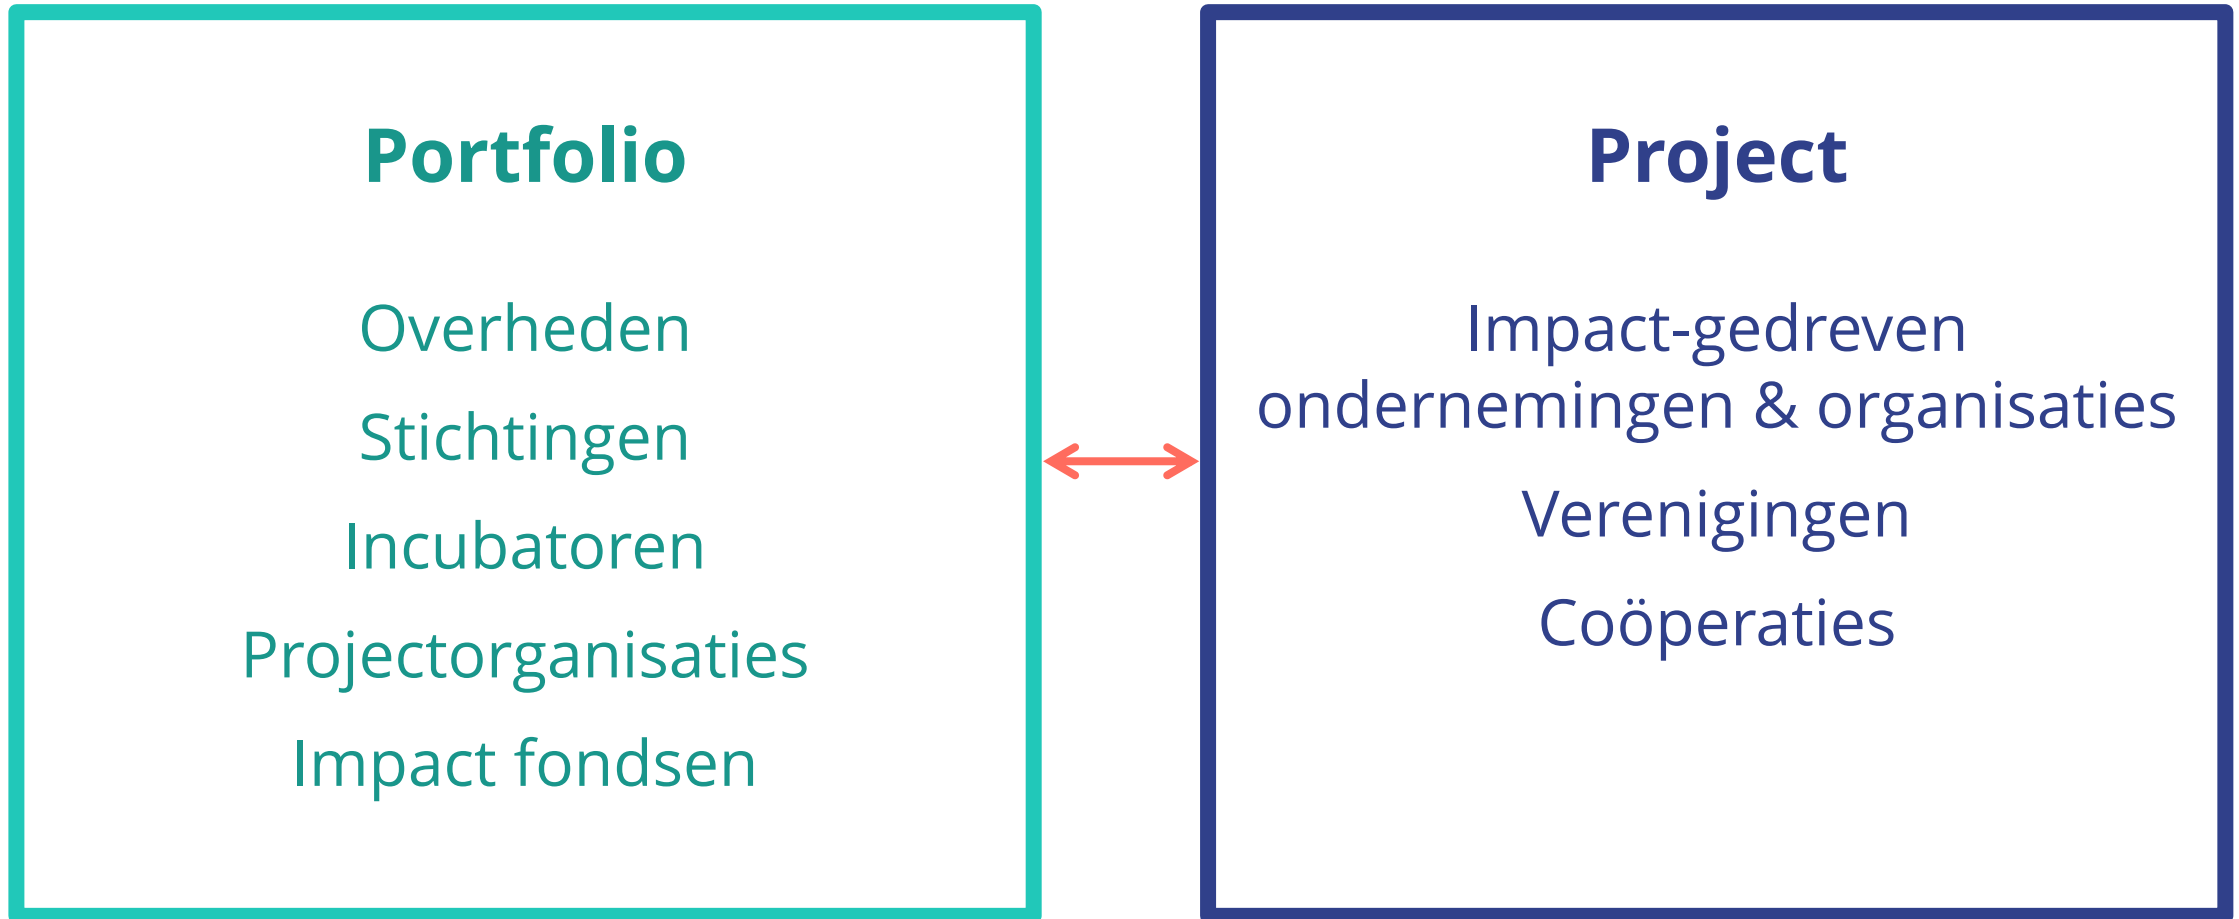 Portfolio
Overheden
Stichtingen
Incubatoren
Projectorganisaties
Impact fondsen
Project
Impact-gedreven
ondernemingen & organisaties
Verenigingen
Coöperaties